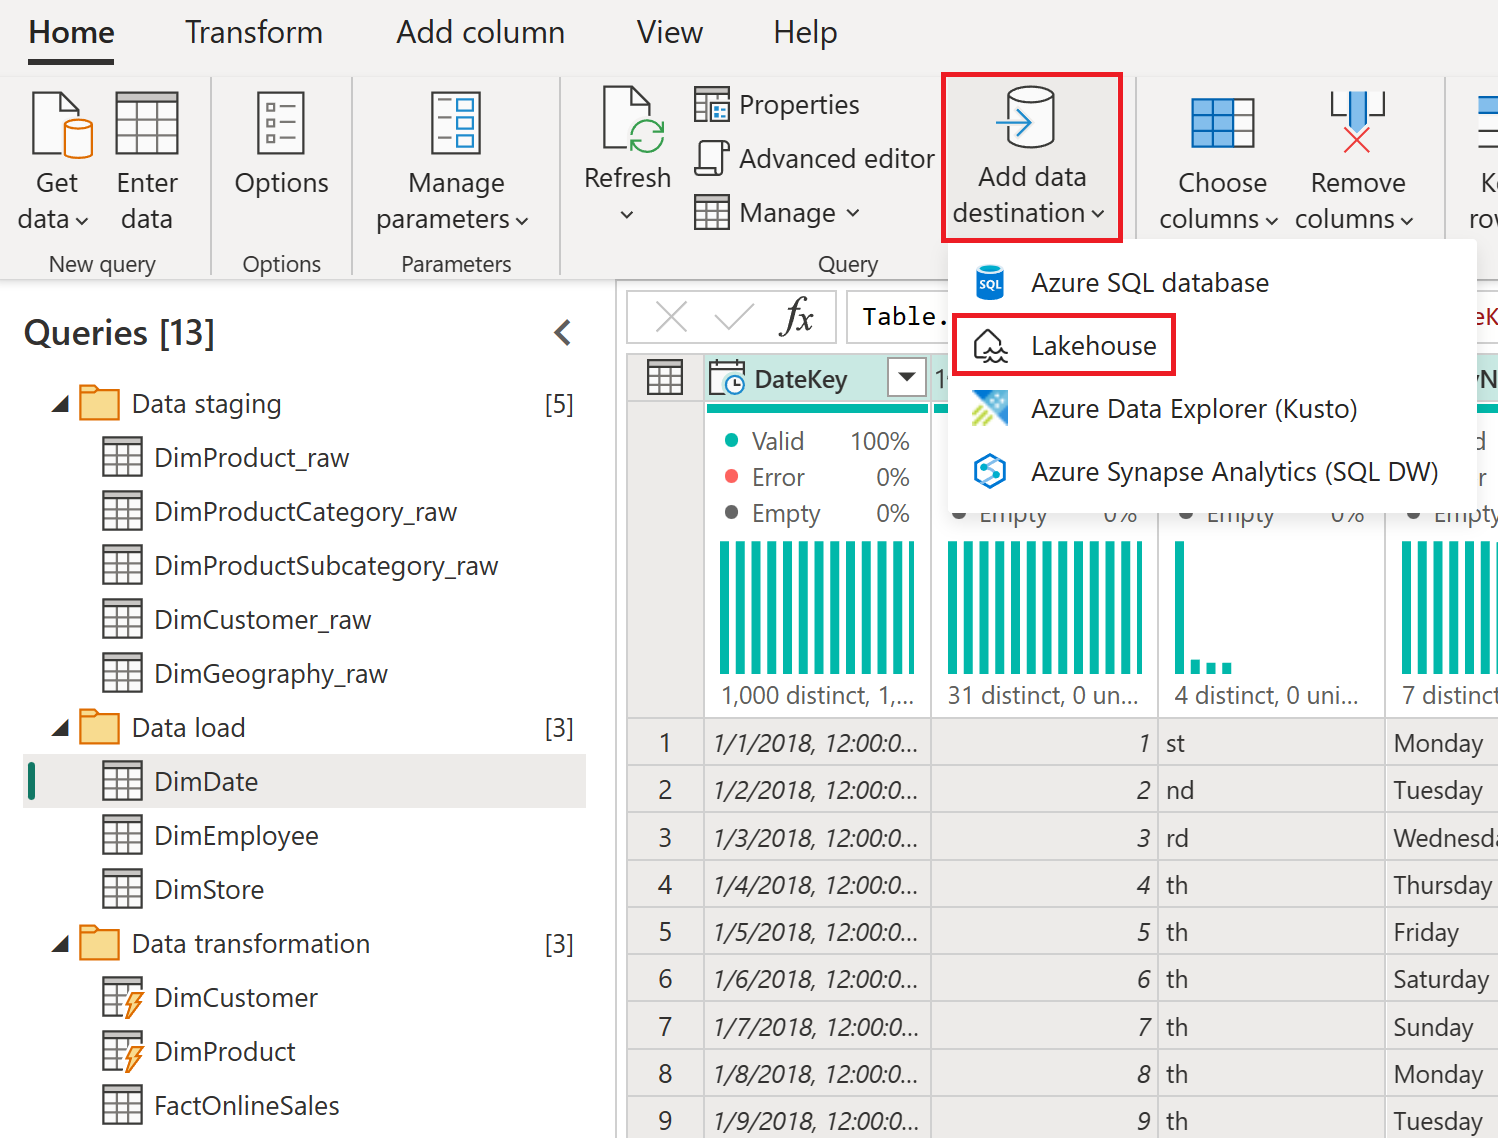 Home Transform Add column View Help
Get data
Enter data
New query
Options
Options
Manage parameters
Parameters
Refresh
Properties
Advanced editor
Manage
Query
Add data destination
Choose columns
Remove columns
Azure SQL database
Lakehouse
Azure Data Explorer (Kusto)
Azure Synapse Analytics (SQL DW)
SQL
Queries [13]
Data staging [5]
DimProduct_raw
DimProductCategory_raw
DimProductSubcategory_raw
DimCustomer_raw
DimGeography_raw
Data load [3]
DimDate
DimEmployee
DimStore
Data transformation [3]
DimCustomer
DimProduct
FactOnlineSales
fx Table.
DateKey
Valid 100%
Error 0%
Empty 0%
Empty 0% Empty 0% Empty
1,000 distinct, 1,... 31 distinct, 0 un... 4 distinct, 0 uni... 7 distinct
1 1/1/2018, 12:00:0... 1 st Monday
2 1/2/2018, 12:00:0... 2 nd Tuesday
3 1/3/2018, 12:00:0... 3 rd Wednesda
4 1/4/2018, 12:00:0... 4 th Thursday
5 1/5/2018, 12:00:0... 5 th Friday
6 1/6/2018, 12:00:0... 6 th Saturday
7 1/7/2018, 12:00:0... 7 th Sunday
8 1/8/2018, 12:00:0... 8 th Monday
9 1/9/2018, 12:00:0... 9 th Tuesday